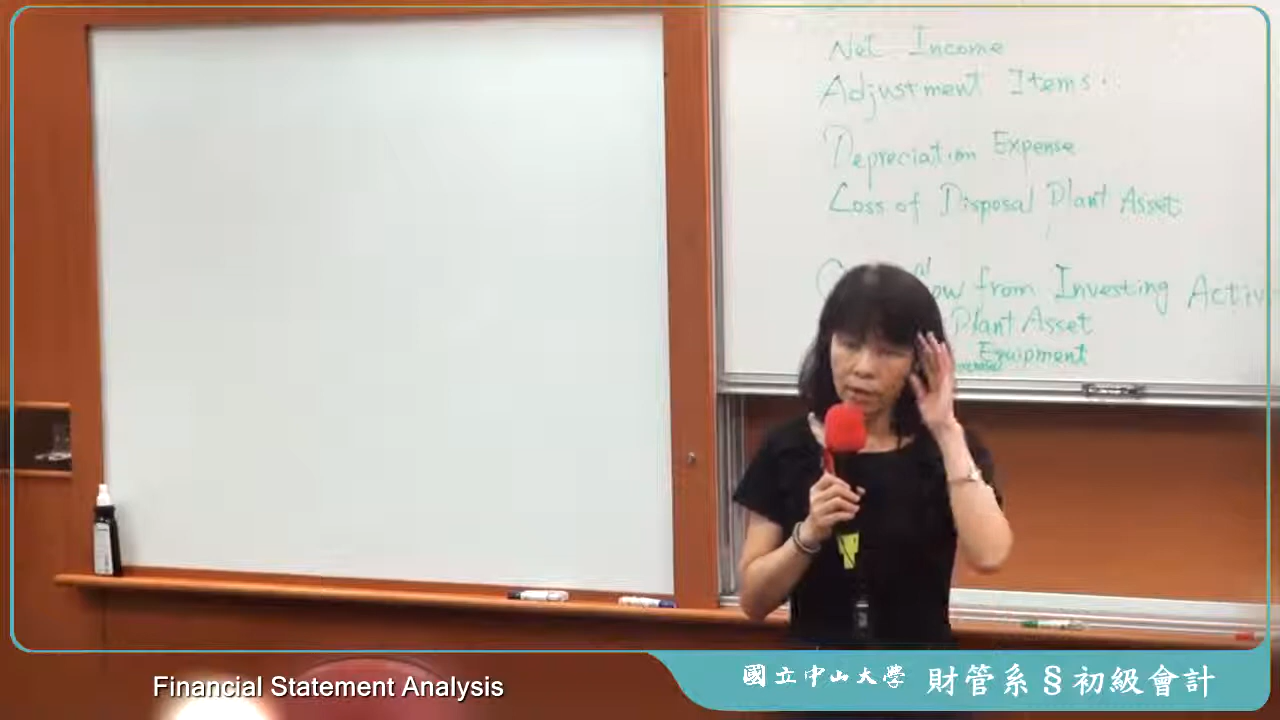 Net Income
Adjustment Items:
Depreciation Expense
Loss of Disposal Plant Asset
from Investing Activ
Plant Asset
Equipment
Financial Statement Analysis
國立中山大學 財管系§初級會計